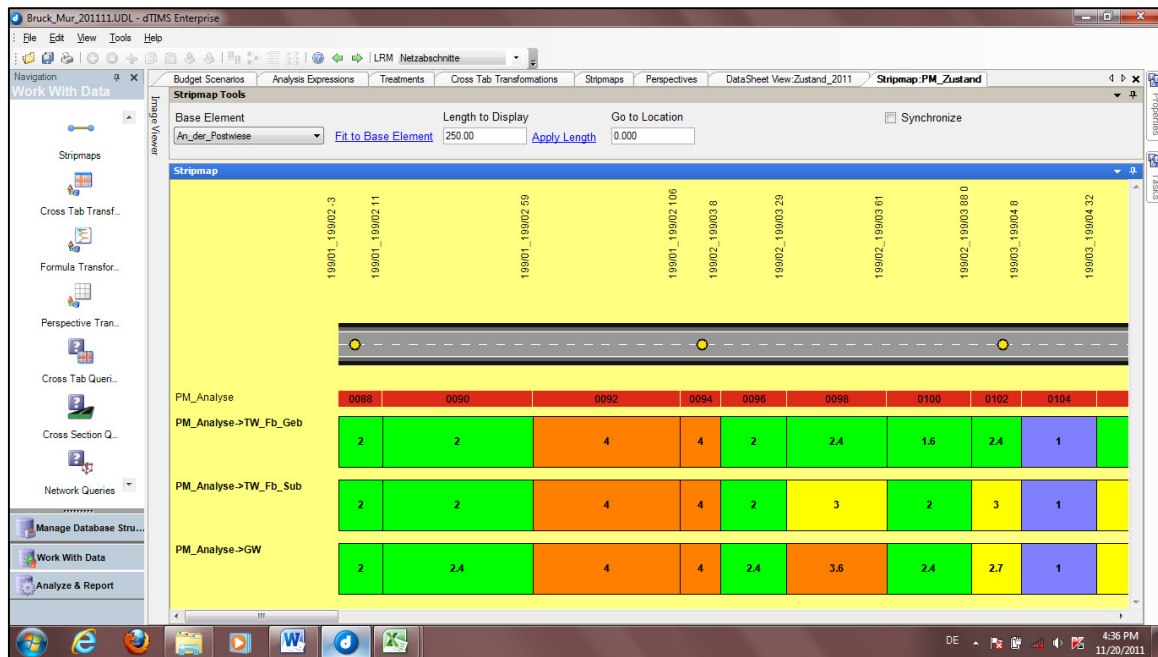 Bruck_Mur_201111.UDL - dTIMS Enterprise
File Edit View Tools Help
LRM Netzabschnitte
Navigation
Work With Data
Stripmaps
Cross Tab Transf...
Formula Transfor...
Perspective Tran...
Cross Tab Queri...
Cross Section Q...
Network Queries
Manage Database Stru...
Work With Data
Analyze & Report
Image Viewer
Budget Scenarios Analysis Expressions Treatments Cross Tab Transformations Stripmaps Perspectives DataSheet View:Zustand_2011 Stripmap:PM_Zustand
Stripmap Tools
Base Element Length to Display Go to Location Synchronize
An_der_Postwiese Fit to Base Element 250.00 Apply Length 0.000
Stripmap
199/01_199/02 -3
199/01_199/02 11
199/01_199/02 59
199/01_199/02 106
199/02_199/03 8
199/02_199/03 29
199/02_199/03 61
199/02_199/03 88 0
199/03_199/04 8
199/03_199/04 32
PM_Analyse 0088 0090 0092 0094 0096 0098 0100 0102 0104
PM_Analyse->TW_Fb_Geb
2 2 4 4 2 2.4 1.6 2.4 1
PM_Analyse->TW_Fb_Sub
2 2 4 4 2 3 2 3 1
PM_Analyse->GW
2 2.4 4 4 2.4 3.6 2.4 2.7 1
Properties
Tasks
DE
4:36 PM
11/20/2011